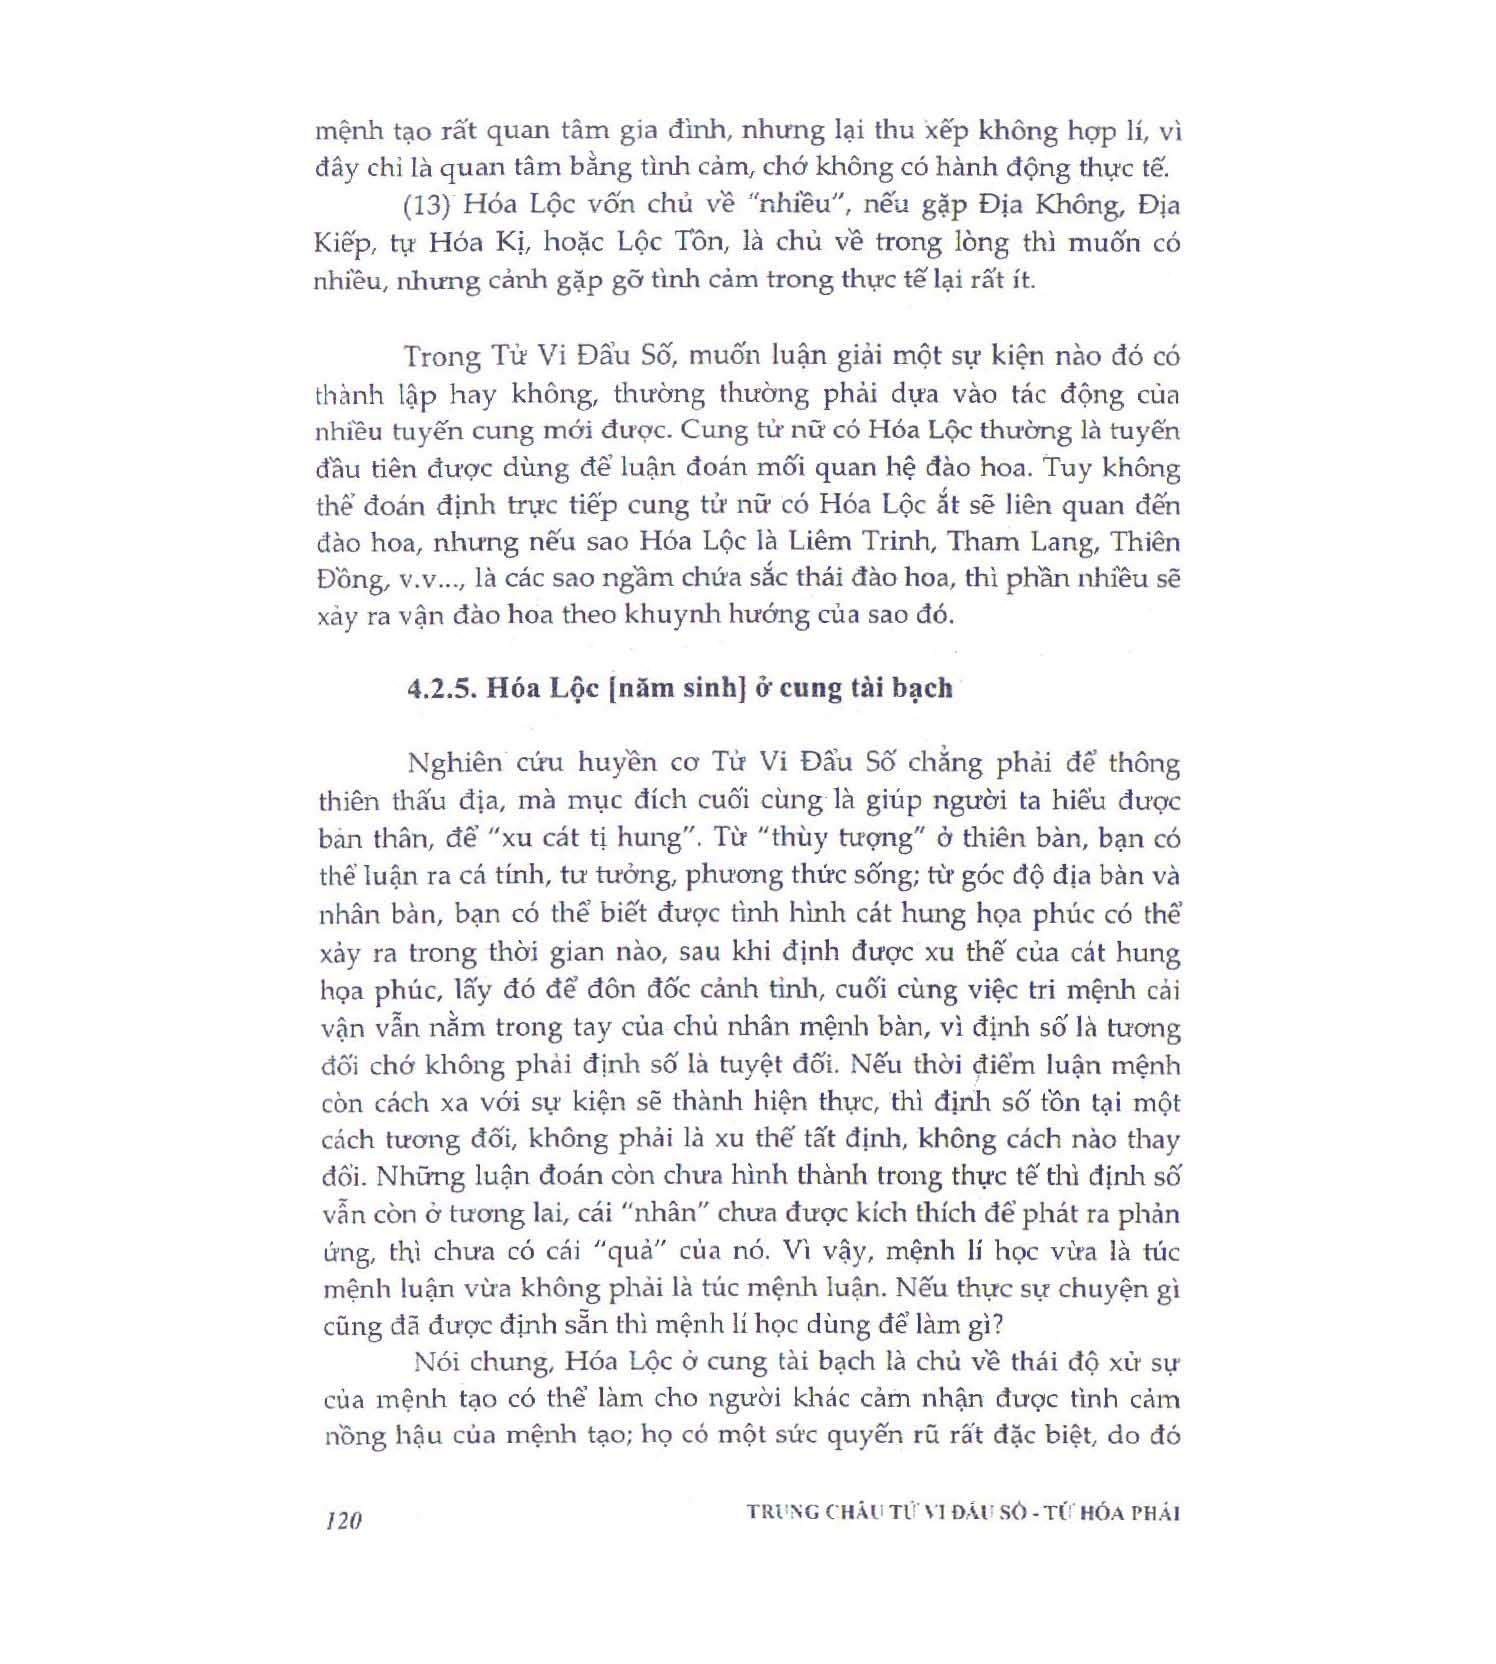 mệnh tạo rất quan tâm gia đình, nhưng lại thu xếp không hợp lí, vì
đây chỉ là quan tâm bằng tình cảm, chớ không có hành động thực tế.
(13) Hóa Lộc vốn chủ về "nhiều", nếu gặp Địa Không, Địa
Kiếp, tự Hóa Kị, hoặc Lộc Tồn, là chủ về trong lòng thì muốn có
nhiều, nhưng cảnh gặp gỡ tình cảm trong thực tế lại rất ít.
Trong Tử Vi Đẩu Số, muốn luận giải một sự kiện nào đó có
thành lập hay không, thường thường phải dựa vào tác động của
nhiều tuyến cung mới được. Cung tử nữ có Hóa Lộc thường là tuyến
đầu tiên được dùng để luận đoán mối quan hệ đào hoa. Tuy không
thể đoán định trực tiếp cung tử nữ có Hóa Lộc ắt sẽ liên quan đến
đào hoa, nhưng nếu sao Hóa Lộc là Liêm Trinh, Tham Lang, Thiên
Đồng, v.v..., là các sao ngầm chứa sắc thái đào hoa, thì phần nhiều sẽ
xảy ra vận đào hoa theo khuynh hướng của sao đó.
4.2.5. Hóa Lộc [năm sinh] ở cung tài bạch
Nghiên cứu huyền cơ Tử Vi Đẩu Số chẳng phải để thông
thiên thấu địa, mà mục đích cuối cùng là giúp người ta hiểu được
bản thân, để "xu cát tị hung". Từ "thùy tượng" ở thiên bàn, bạn có
thể luận ra cá tính, tư tưởng, phương thức sống; từ góc độ địa bàn và
nhân bàn, bạn có thể biết được tình hình cát hung họa phúc có thể
xảy ra trong thời gian nào, sau khi định được xu thế của cát hung
họa phúc, lấy đó để đôn đốc cảnh tỉnh, cuối cùng việc tri mệnh cải
vận vẫn nằm trong tay của chủ nhân mệnh bàn, vì định số là tương
đối chớ không phải định số là tuyệt đối. Nếu thời điểm luận mệnh
còn cách xa với sự kiện sẽ thành hiện thực, thì định số tồn tại một
cách tương đối, không phải là xu thế tất định, không cách nào thay
đổi. Những luận đoán còn chưa hình thành trong thực tế thì định số
vẫn còn ở tương lai, cái "nhân" chưa được kích thích để phát ra phản
ứng, thì chưa có cái "quả" của nó. Vì vậy, mệnh lí học vừa là túc
mệnh luận vừa không phải là túc mệnh luận. Nếu thực sự chuyện gì
cũng đã được định sẵn thì mệnh lí học dùng để làm gì?
Nói chung, Hóa Lộc ở cung tài bạch là chủ về thái độ xử sự
của mệnh tạo có thể làm cho người khác cảm nhận được tình cảm
nồng hậu của mệnh tạo; họ có một sức quyến rũ rất đặc biệt, do đó
120
TRUNG CHÂU TỬ VI ĐẨU SỐ - TỨ HÓA PHÁI